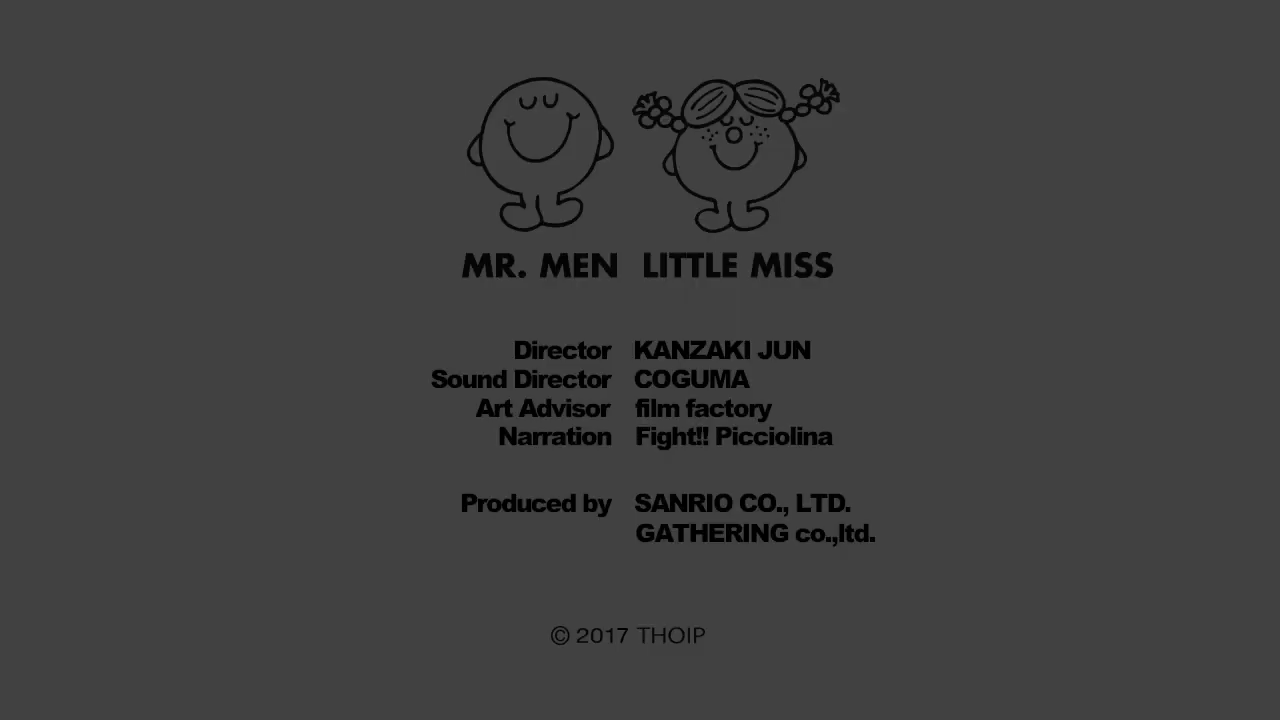 MR. MEN LITTLE MISS
Director KANZAKI JUN
Sound Director COGUMA
Art Advisor film factory
Narration Fight!! Picciolina
Produced by SANRIO CO., LTD.
GATHERING co.,ltd.
© 2017 THOIP